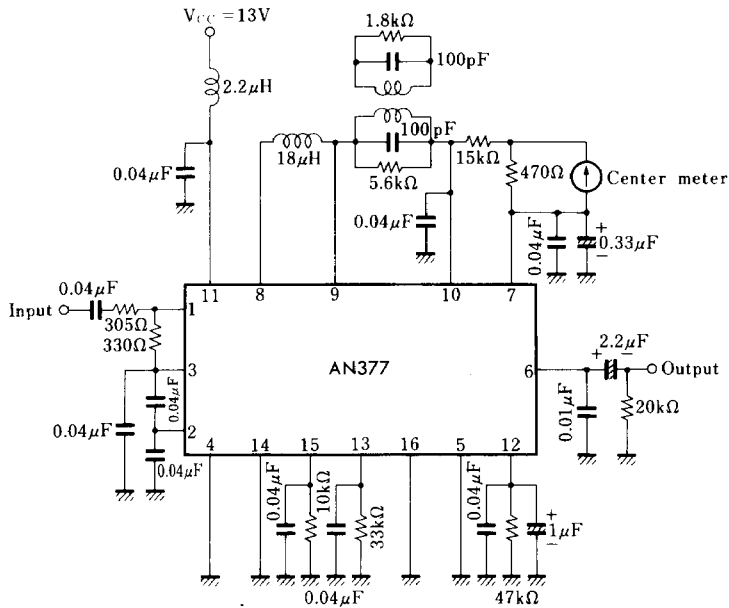 VCC = 13V
1.8kΩ
100pF
2.2μH
100pF
18μH
5.6kΩ
15kΩ
470Ω
Center meter
0.04μF
0.04μF
0.04μF
+
0.33μF
−
0.04μF
11
8
9
10
7
Input
305Ω
330Ω
1
AN377
3
0.04μF
0.04μF
2
0.04μF
6
2.2μF
+ −
Output
0.01μF
20kΩ
4
14
15
13
16
5
12
0.04μF
10kΩ
33kΩ
0.04μF
0.04μF
47kΩ
+
1μF
−